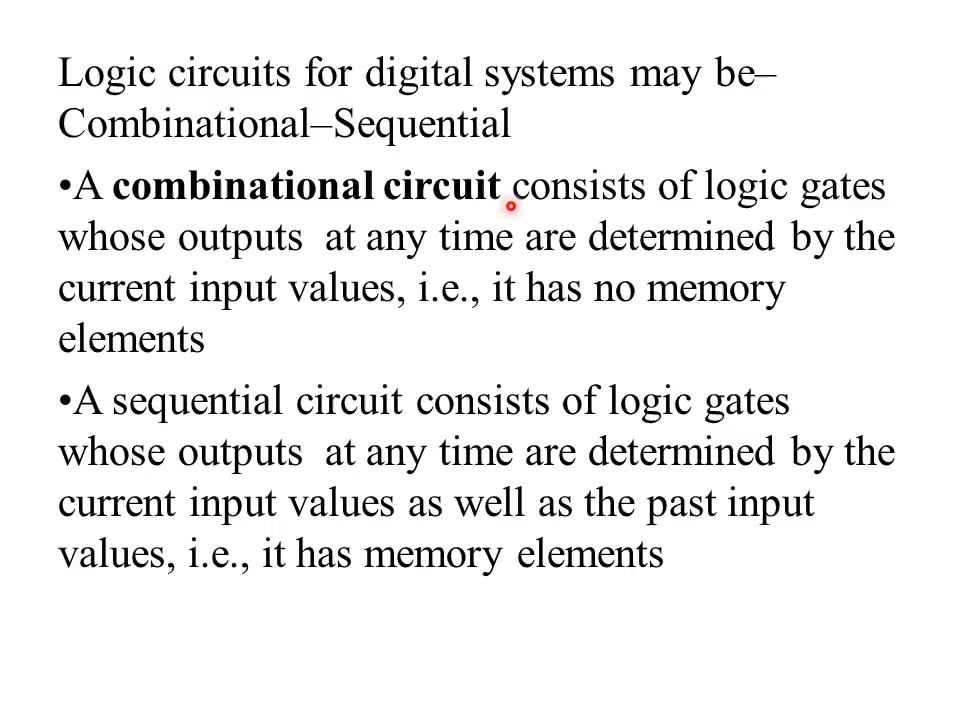 Logic circuits for digital systems may be–
Combinational–Sequential
•A combinational circuit consists of logic gates
whose outputs  at any time are determined by the
current input values, i.e., it has no memory
elements
•A sequential circuit consists of logic gates
whose outputs  at any time are determined by the
current input values as well as the past input
values, i.e., it has memory elements